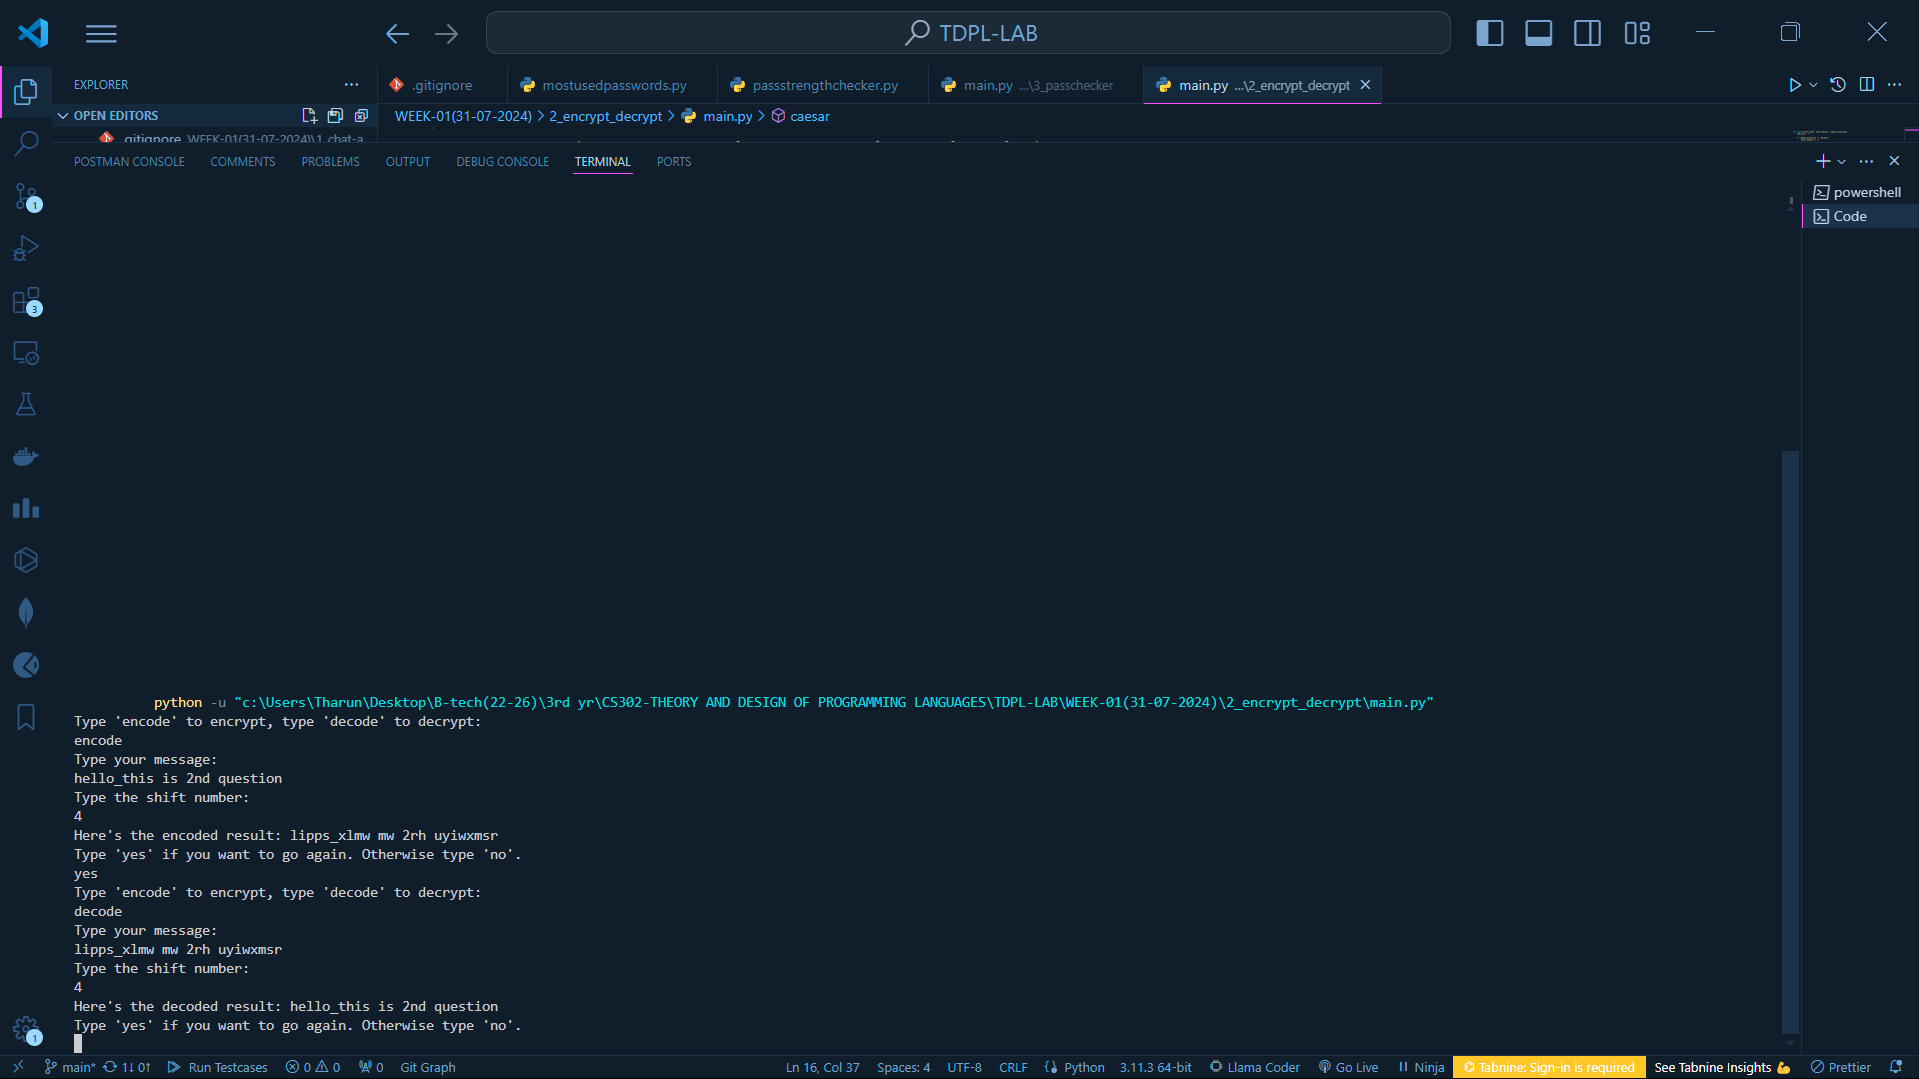 TDPL-LAB
EXPLORER
.gitignore
mostusedpasswords.py
passstrengthchecker.py
main.py ...\3_passchecker
main.py ...\2_encrypt_decrypt
OPEN EDITORS
WEEK-01(31-07-2024) > 2_encrypt_decrypt > main.py > caesar
.gitignore WEEK-01(31-07-2024)\1_chat-a
POSTMAN CONSOLE COMMENTS PROBLEMS OUTPUT DEBUG CONSOLE TERMINAL PORTS
powershell
Code
1
3
python -u "c:\Users\Tharun\Desktop\B-tech(22-26)\3rd yr\CS302-THEORY AND DESIGN OF PROGRAMMING LANGUAGES\TDPL-LAB\WEEK-01(31-07-2024)\2_encrypt_decrypt\main.py"
Type 'encode' to encrypt, type 'decode' to decrypt:
encode
Type your message:
hello_this is 2nd question
Type the shift number:
4
Here's the encoded result: lipps_xlmw mw 2rh uyiwxmsr
Type 'yes' if you want to go again. Otherwise type 'no'.
yes
Type 'encode' to encrypt, type 'decode' to decrypt:
decode
Type your message:
lipps_xlmw mw 2rh uyiwxmsr
Type the shift number:
4
Here's the decoded result: hello_this is 2nd question
Type 'yes' if you want to go again. Otherwise type 'no'.
1
main* 1↓ 0↑ Run Testcases 0 0 0 Git Graph Ln 16, Col 37 Spaces: 4 UTF-8 CRLF Python 3.11.3 64-bit Llama Coder Go Live Ninja Tabnine: Sign-in is required See Tabnine Insights 💪 Prettier